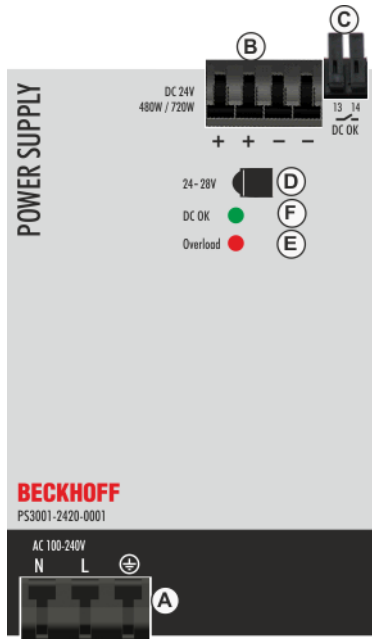 C
B
DC 24V
480W / 720W
13 14
DC OK
+ + − −
POWER SUPPLY
24-28V
D
DC OK
F
Overload
E
BECKHOFF
PS3001-2420-0001
AC 100-240V
N L
A